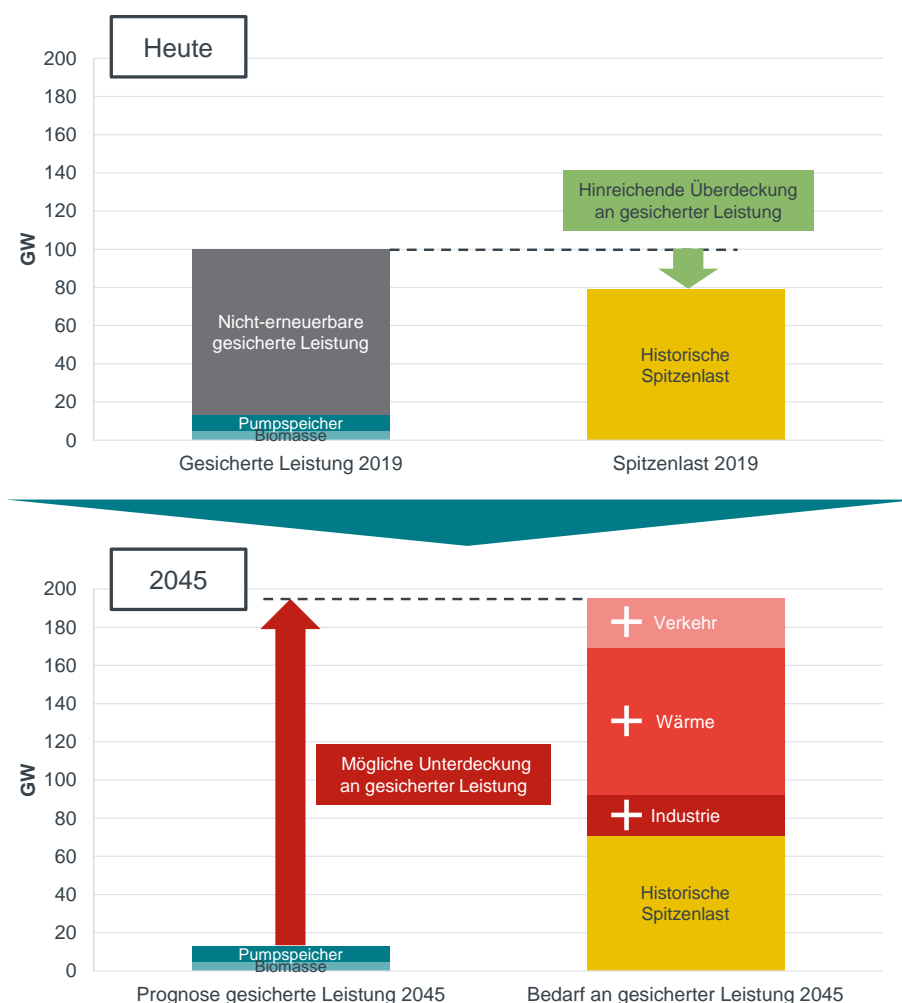 Heute
200
180
160
140
120
100
80
60
40
20
0
GW
Hinreichende Überdeckung
an gesicherter Leistung
Nicht-erneuerbare
gesicherte Leistung
Historische
Spitzenlast
Pumpspeicher
Biomasse
Gesicherte Leistung 2019
Spitzenlast 2019
2045
200
180
160
140
120
100
80
60
40
20
0
GW
Verkehr
Wärme
Mögliche Unterdeckung
an gesicherter Leistung
Industrie
Historische
Spitzenlast
Pumpspeicher
Biomasse
Prognose gesicherte Leistung 2045
Bedarf an gesicherter Leistung 2045